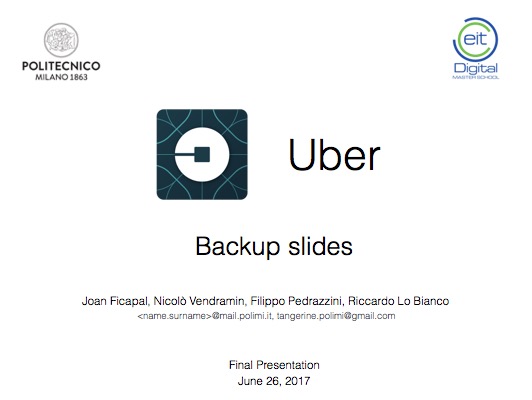 POLITECNICO
MILANO 1863
eit
Digital
MASTER SCHOOL
Uber
Backup slides
Joan Ficapal, Nicolò Vendramin, Filippo Pedrazzini, Riccardo Lo Bianco
<name.surname>@mail.polimi.it, tangerine.polimi@gmail.com
Final Presentation
June 26, 2017